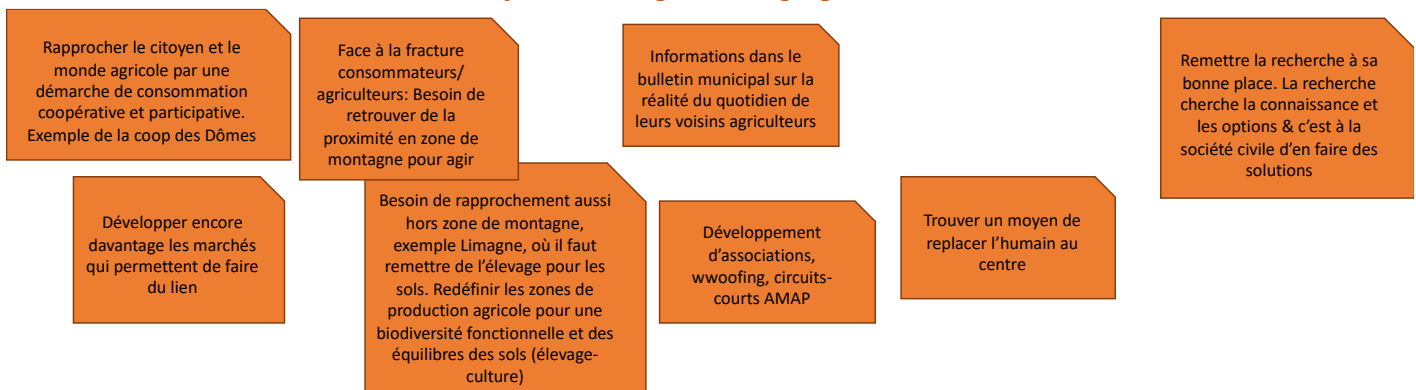 Rapprocher le citoyen et le
monde agricole par une
démarche de consommation
coopérative et participative.
Exemple de la coop des Dômes
Face à la fracture
consommateurs/
agriculteurs: Besoin de
retrouver de la
proximité en zone de
montagne pour agir
Informations dans le
bulletin municipal sur la
réalité du quotidien de
leurs voisins agriculteurs
Remettre la recherche à sa
bonne place. La recherche
cherche la connaissance et
les options & c’est à la
société civile d’en faire des
solutions
Développer encore
davantage les marchés
qui permettent de faire
du lien
Besoin de rapprochement aussi
hors zone de montagne,
exemple Limagne, où il faut
remettre de l’élevage pour les
sols. Redéfinir les zones de
production agricole pour une
biodiversité fonctionnelle et des
équilibres des sols (élevage-
culture)
Développement
d’associations,
wwoofing, circuits-
courts AMAP
Trouver un moyen de
replacer l’humain au
centre